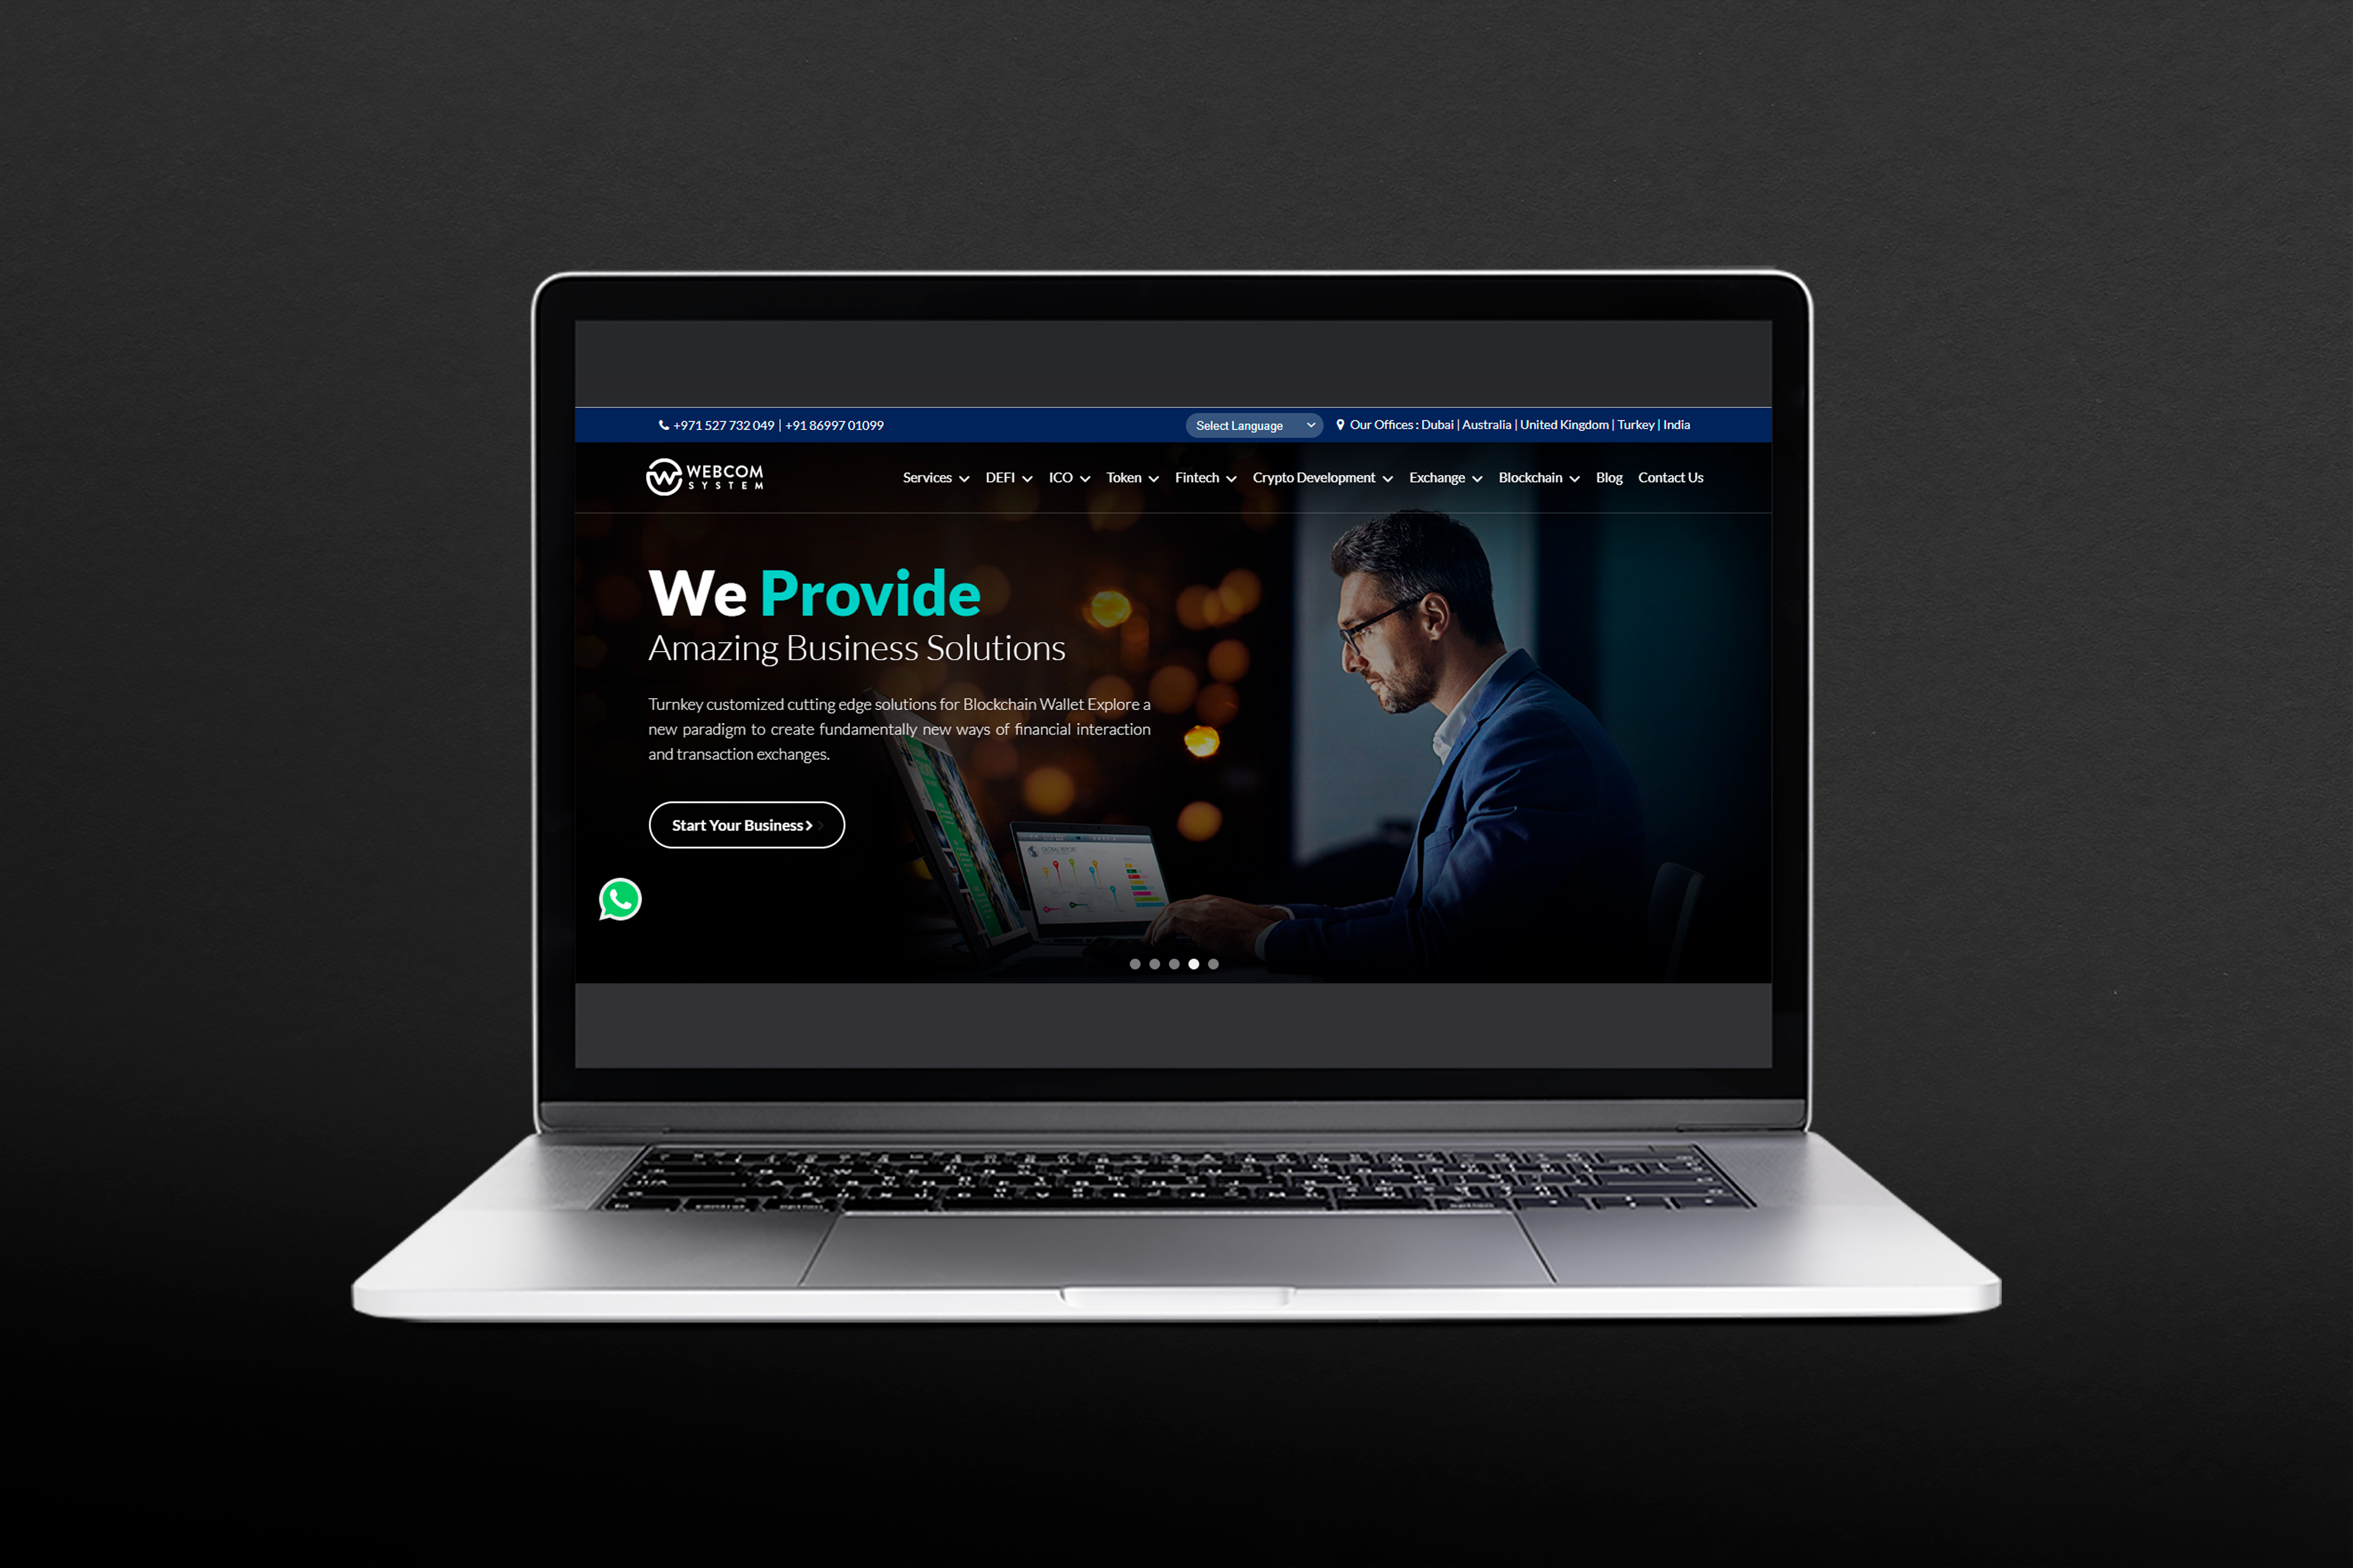 +971 527 732 049 | +91 86997 01099
Select Language
Our Offices : Dubai | Australia | United Kingdom | Turkey | India
WEBCOM
SYSTEM
Services DEFI ICO Token Fintech Crypto Development Exchange Blockchain Blog Contact Us
We Provide
Amazing Business Solutions
Turnkey customized cutting edge solutions for Blockchain Wallet Explore a
new paradigm to create fundamentally new ways of financial interaction
and transaction exchanges.
Start Your Business
GLOBAL REPORT